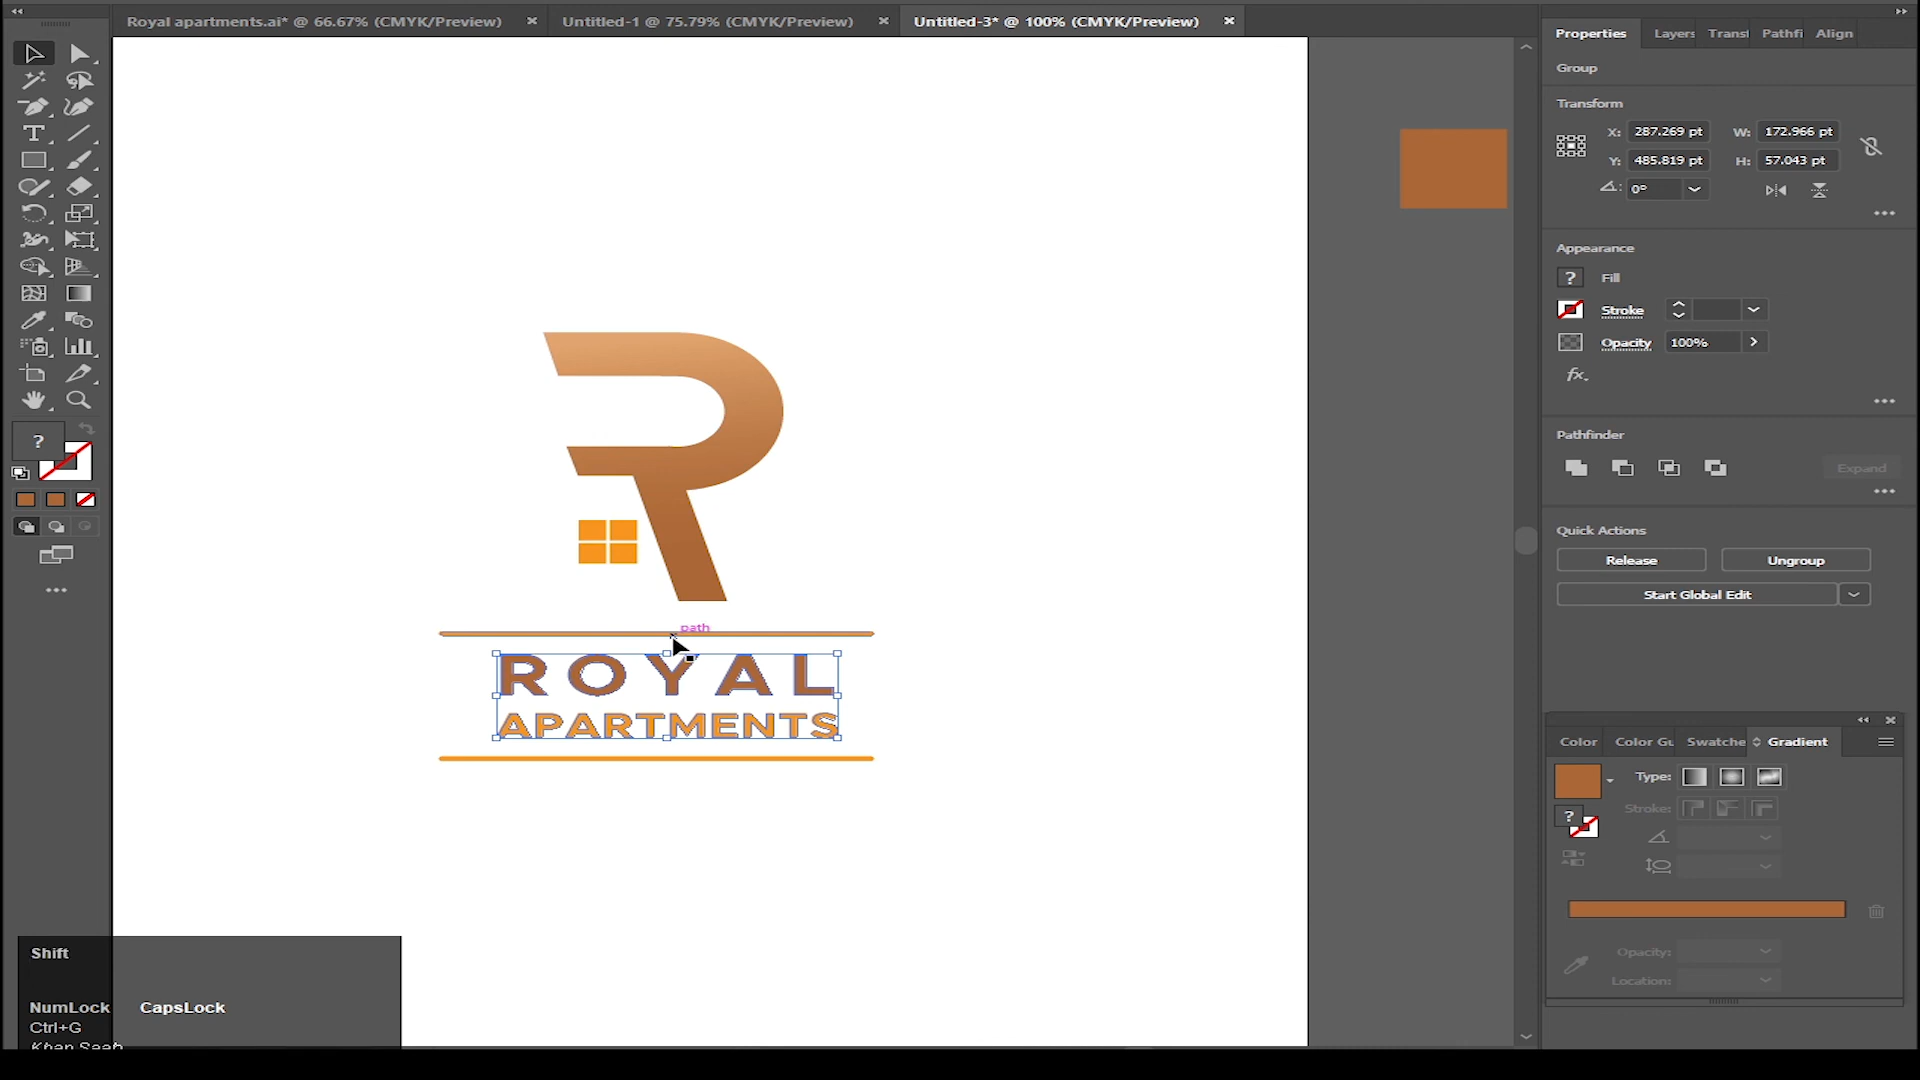 Royal apartments.ai* @ 66.67% (CMYK/Preview)
Untitled-1 @ 75.79% (CMYK/Preview)
Untitled-3* @ 100% (CMYK/Preview)
Properties
Layers
Transf
Pathfi
Align
Group
Transform
X: 287.269 pt
W: 172.966 pt
Y: 485.819 pt
H: 57.043 pt
0°
Appearance
? Fill
Stroke
Opacity 100%
fx.
Pathfinder
Expand
Quick Actions
Release
Ungroup
Start Global Edit
?
path
ROYAL
APARTMENTS
Color
Color Gu
Swatche
Gradient
Type:
Stroke:
?
Opacity:
Location:
Shift
NumLock CapsLock
Ctrl+G
Khan Saab